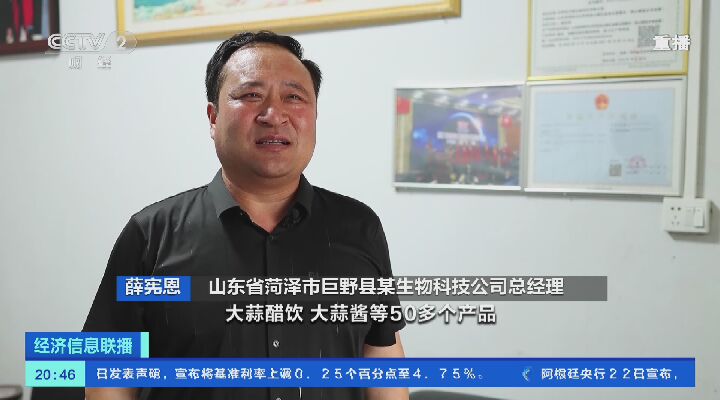 CCTV 2
财经
重播
薛宪恩 山东省菏泽市巨野县某生物科技公司总经理
大蒜醋饮 大蒜酱等50多个产品
经济信息联播
20:46 日发表声明，宣布将基准利率上调0．25个百分点至4．75％。 阿根廷央行22日宣布，